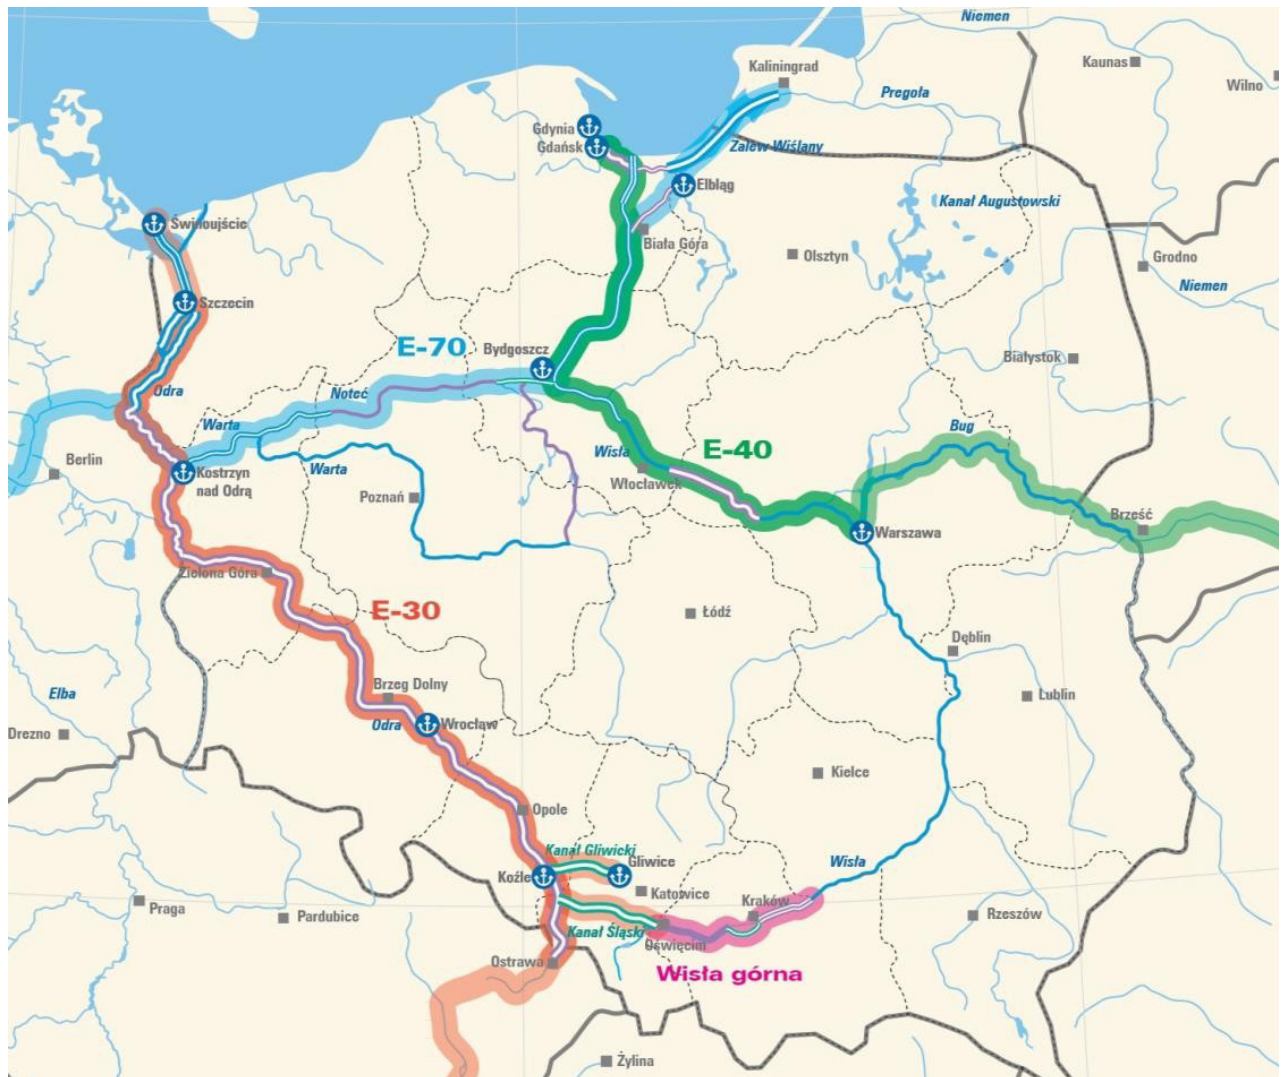 Niemen
Kaliningrad
Kaunas
Wilno
Pregoła
Gdynia
Gdańsk
Zalew Wiślany
Elbląg
Kanał Augustowski
Świnoujście
Biała Góra
Olsztyn
Grodno
Niemen
Szczecin
E-70
Bydgoszcz
Białystok
Odra
Noteć
Warta
Bug
Wisła
E-40
Berlin
Kostrzyn
nad Odrą
Warta
Włocławek
Poznań
Brześć
Warszawa
Zielona Góra
E-30
Łódź
Dęblin
Brzeg Dolny
Elba
Lublin
Odra
Wrocław
Drezno
Kielce
Opole
Kanał Gliwicki
Gliwice
Wisła
Koźle
Katowice
Praga
Pardubice
Kraków
Rzeszów
Kanał Śląski
Oświęcim
Ostrawa
Wisła górna
Żylina